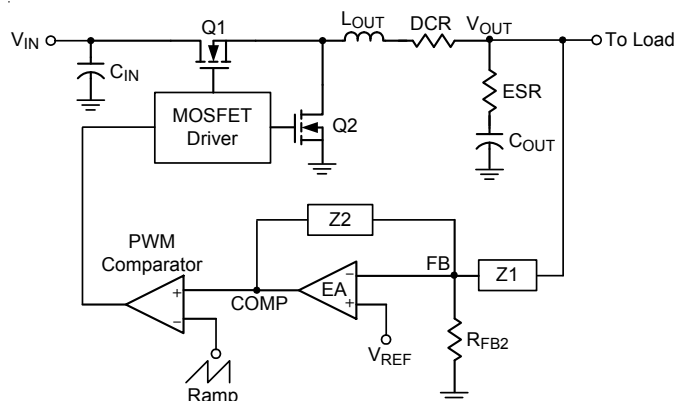 Q1
L_OUT
DCR
V_OUT
V_IN
To Load
C_IN
ESR
MOSFET
Driver
Q2
C_OUT
Z2
PWM
Comparator
FB
Z1
+
−
COMP
EA
−
+
V_REF
R_FB2
Ramp